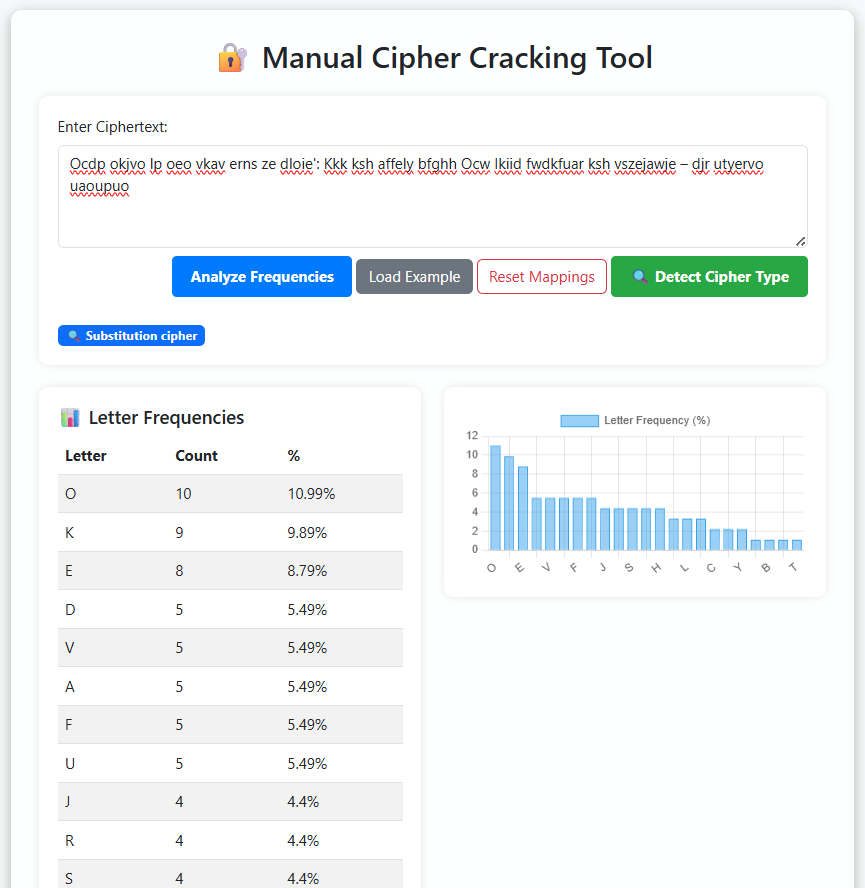 🔐 Manual Cipher Cracking Tool
Enter Ciphertext:
Ocdp okjvo lp oeo vkav erns ze dloie': Kkk ksh affely bfghh Ocw lkiid fwdkfuar ksh vszejawje – djr utyervo
uaoupuo
Analyze Frequencies Load Example Reset Mappings 🔍 Detect Cipher Type
🔍 Substitution cipher
📊 Letter Frequencies
Letter Count %
O 10 10.99%
K 9 9.89%
E 8 8.79%
D 5 5.49%
V 5 5.49%
A 5 5.49%
F 5 5.49%
U 5 5.49%
J 4 4.4%
R 4 4.4%
S 4 4.4%
Letter Frequency (%)
12
10
8
6
4
2
0
O E V F J S H L C Y B T